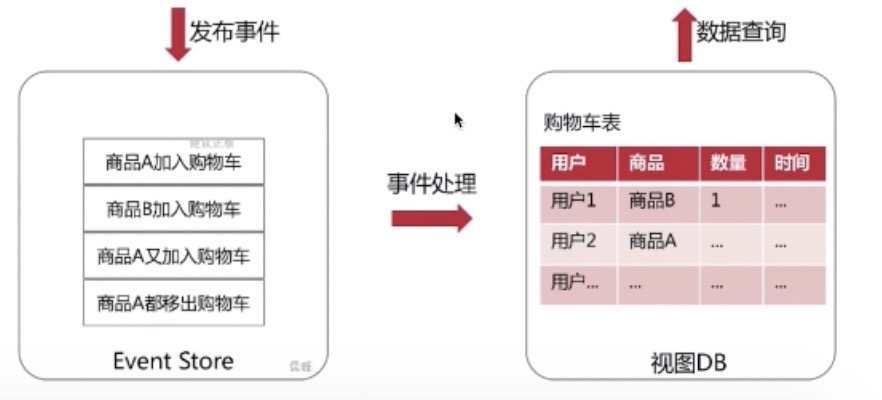 发布事件
数据查询
商品A加入购物车
商品B加入购物车
商品A又加入购物车
商品A都移出购物车
Event Store
事件处理
购物车表
用户 商品 数量 时间
用户1 商品B 1 ...
用户2 商品A ... ...
用户... ... ... ...
视图DB